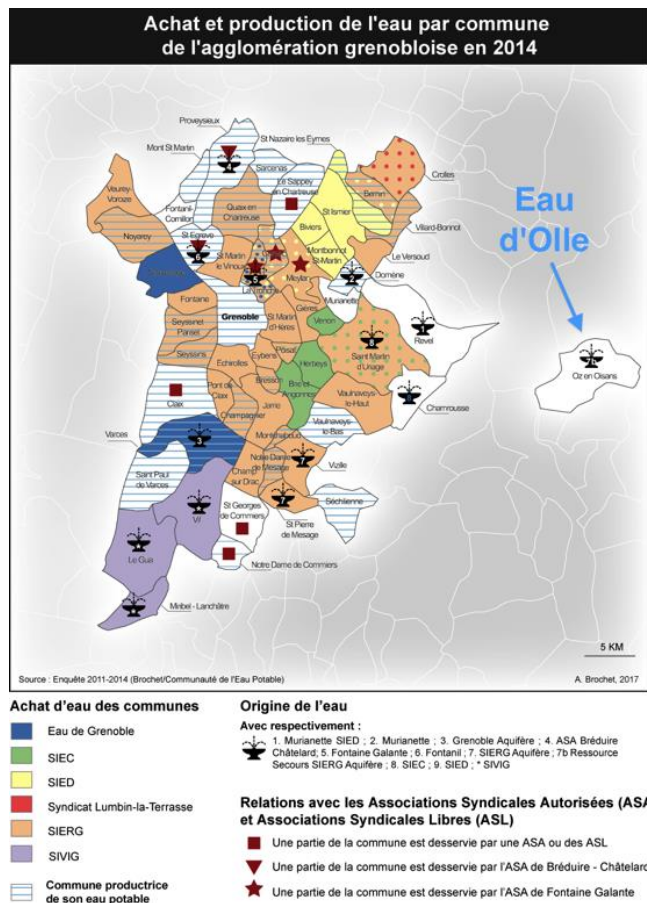 Achat et production de l'eau par commune
de l'agglomération grenobloise en 2014
Proveysieux
Mont St Martin
St Nazaire les Eymes
Sarcenas
Le Sappey
en Chartreuse
Crolles
Bernin
Veurey-
Voroze
Fontanil-
Cornillon
Quaix en
Chartreuse
St Ismier
Biviers
Villard-Bonnot
Noyarey
St Egrève
St Martin
le Vinoux
Montbonnot
St-Martin
Le Versoud
Meylan
Domène
Murianette
Fontaine
Grenoble
Gières
Venon
Revel
Seyssinet
Pariset
St Martin
d'Hères
Saint Martin
d'Uriage
Seyssins
Echirolles
Eybens
Herbeys
Bresson
Brié et
Angonnes
Chamrousse
Claix
Pont de
Claix
Jarrie
Vaulnaveys-
le-Haut
Champagnier
Vaulnaveys-
le-Bas
Varces
Montchaboud
Notre Dame
de Mesage
Vizille
Saint Paul
de Varces
Champ
sur Drac
Séchilienne
Vif
St Georges
de Commiers
St Pierre
de Mesage
Le Gua
Notre Dame de Commiers
Miribel - Lanchâtre
Eau
d'Olle
Oz en Oisans
5 KM
Source : Enquête 2011-2014 (Brochet/Communauté de l'Eau Potable)
A. Brochet, 2017
Achat d'eau des communes
Eau de Grenoble
SIEC
SIED
Syndicat Lumbin-la-Terrasse
SIERG
SIVIG
Commune productrice
de son eau potable
Origine de l'eau
Avec respectivement :
1. Murianette SIED ; 2. Murianette ; 3. Grenoble Aquifère ; 4. ASA Bréduire
Châtelard; 5. Fontaine Galante ; 6. Fontanil ; 7. SIERG Aquifère ; 7b Ressource
Secours SIERG Aquifère ; 8. SIEC ; 9. SIED ; * SIVIG
Relations avec les Associations Syndicales Autorisées (ASA
et Associations Syndicales Libres (ASL)
Une partie de la commune est desservie par une ASA ou des ASL
Une partie de la commune est desservie par l'ASA de Bréduire - Châtelard
Une partie de la commune est desservie par l'ASA de Fontaine Galante